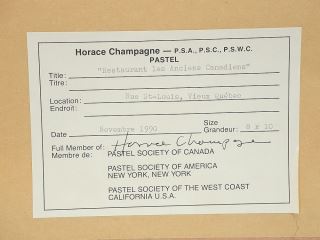 Horace Champagne — P.S.A., P.S.C., P.S.W.C.
PASTEL
Title: "Restaurant les Anciens Canadiens"
Titre:
Location: Rue St-Louis, Vieux Québec
Endroit:
Date Novembre 1990 Size Grandeur: 8 x 10
Horace Champagne
Full Member of: PASTEL SOCIETY OF CANADA
Membre de:
PASTEL SOCIETY OF AMERICA
NEW YORK, NEW YORK
PASTEL SOCIETY OF THE WEST COAST
CALIFORNIA U.S.A.